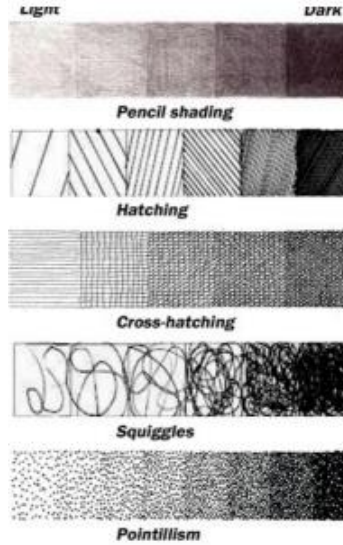 Light Dark
Pencil shading
Hatching
Cross-hatching
Squiggles
Pointillism